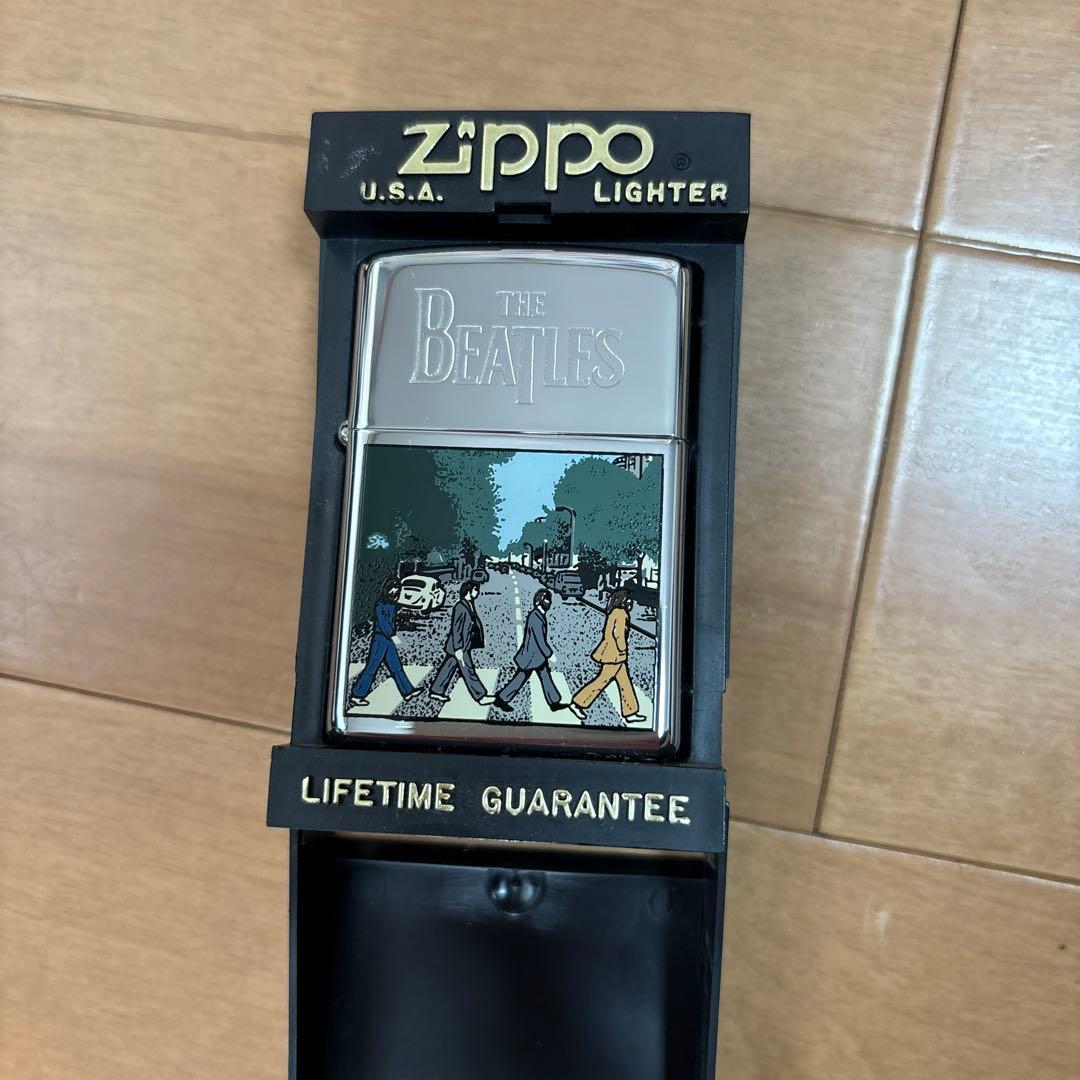 Zippo ®
U.S.A. LIGHTER
THE
BEATLES
LIFETIME GUARANTEE